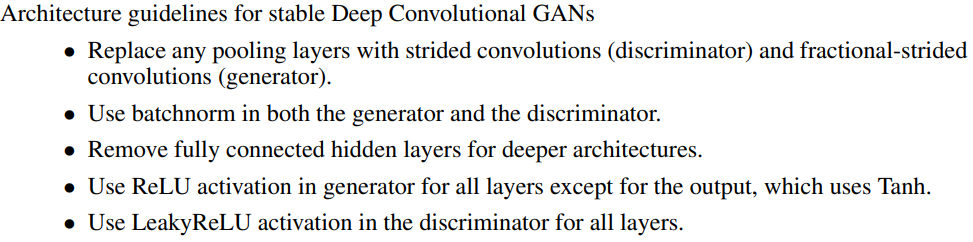 Architecture guidelines for stable Deep Convolutional GANs
• Replace any pooling layers with strided convolutions (discriminator) and fractional-strided
convolutions (generator).
• Use batchnorm in both the generator and the discriminator.
• Remove fully connected hidden layers for deeper architectures.
• Use ReLU activation in generator for all layers except for the output, which uses Tanh.
• Use LeakyReLU activation in the discriminator for all layers.